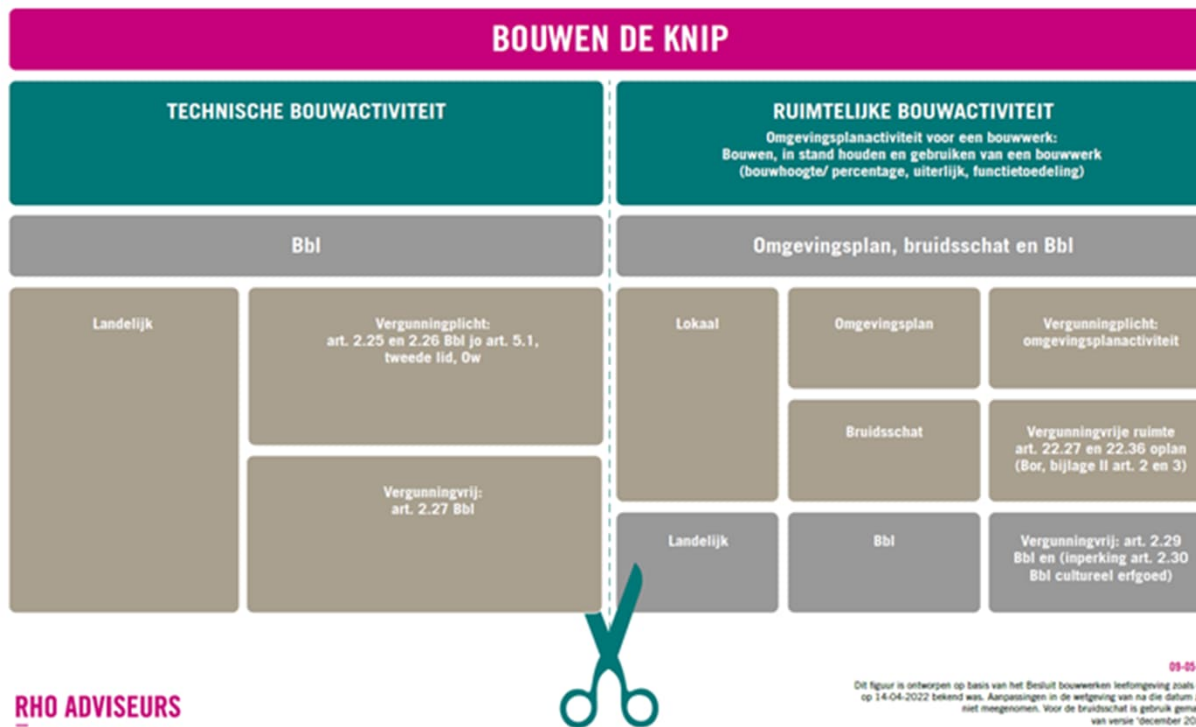 BOUWEN DE KNIP
TECHNISCHE BOUWACTIVITEIT
RUIMTELIJKE BOUWACTIVITEIT
Omgevingsplanactiviteit voor een bouwwerk:
Bouwen, in stand houden en gebruiken van een bouwwerk
(bouwhoogte/ percentage, uiterlijk, functietoedeling)
Bbl
Omgevingsplan, bruidsschat en Bbl
Landelijk
Vergunningplicht:
art. 2.25 en 2.26 Bbl jo art. 5.1,
tweede lid, Ow
Vergunningvrij:
art. 2.27 Bbl
Lokaal
Omgevingsplan
Vergunningplicht:
omgevingsplanactiviteit
Bruidsschat
Vergunningvrije ruimte
art. 22.27 en 22.36 oplan
(Bor, bijlage II art. 2 en 3)
Landelijk
Bbl
Vergunningvrij: art. 2.29
Bbl en (inperking art. 2.30
Bbl cultureel erfgoed)
RHO ADVISEURS
09-05
Dit figuur is ontworpen op basis van het Besluit bouwwerken leefomgeving zoals
op 14-04-2022 bekend was. Aanpassingen in de wetgeving van na die datum
niet meegenomen. Voor de bruidsschat is gebruik
van versie 'december